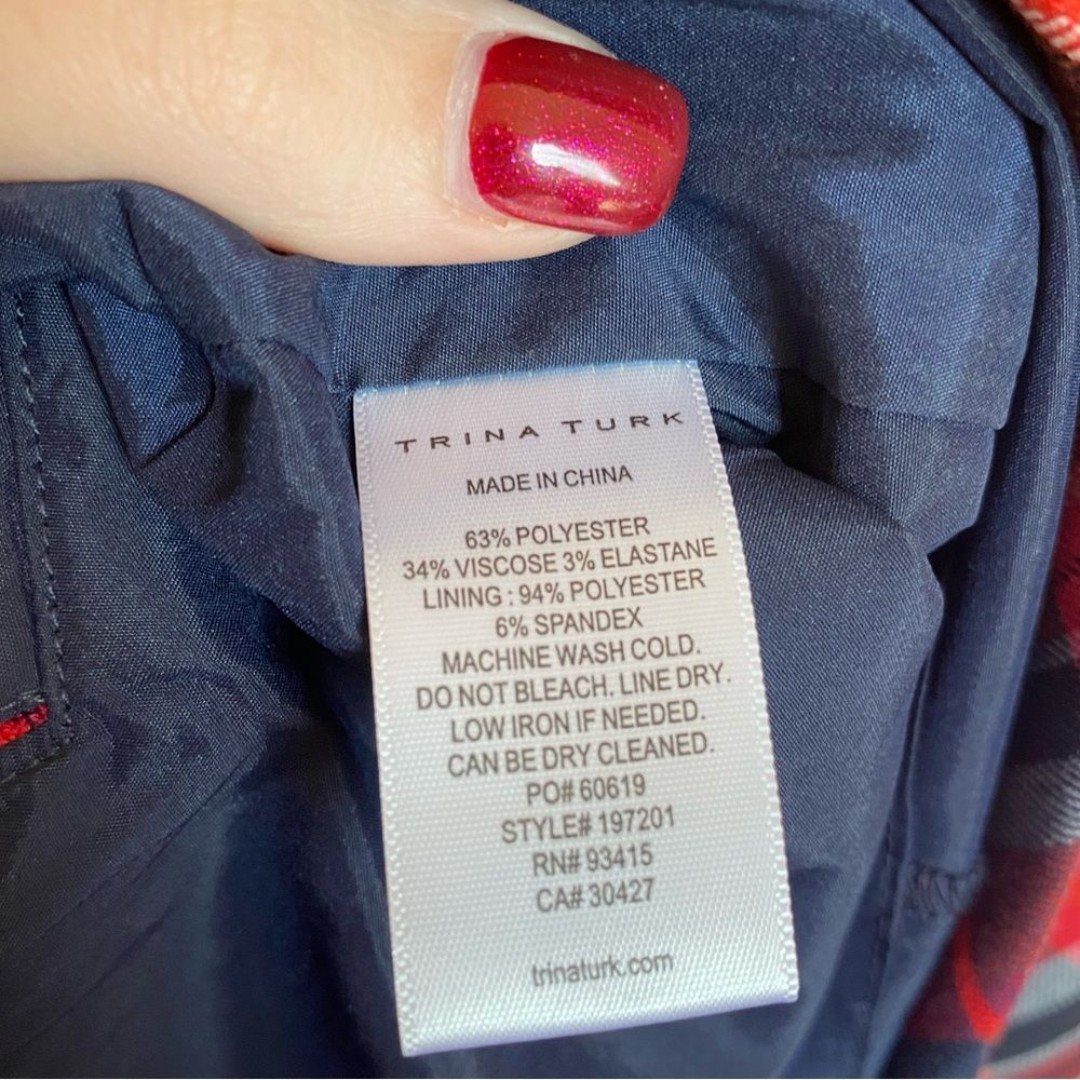 TRINA TURK
MADE IN CHINA
63% POLYESTER
34% VISCOSE 3% ELASTANE
LINING : 94% POLYESTER
6% SPANDEX
MACHINE WASH COLD.
DO NOT BLEACH. LINE DRY.
LOW IRON IF NEEDED.
CAN BE DRY CLEANED.
PO# 60619
STYLE# 197201
RN# 93415
CA# 30427
trinaturk.com